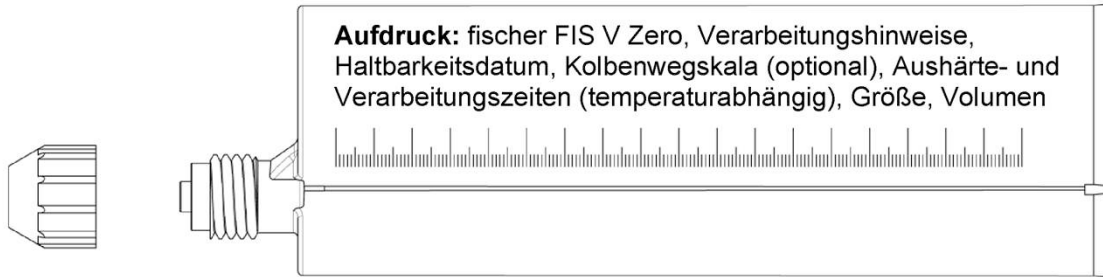 Aufdruck: fischer FIS V Zero, Verarbeitungshinweise,
Haltbarkeitsdatum, Kolbenwegskala (optional), Aushärte- und
Verarbeitungszeiten (temperaturabhängig), Größe, Volumen